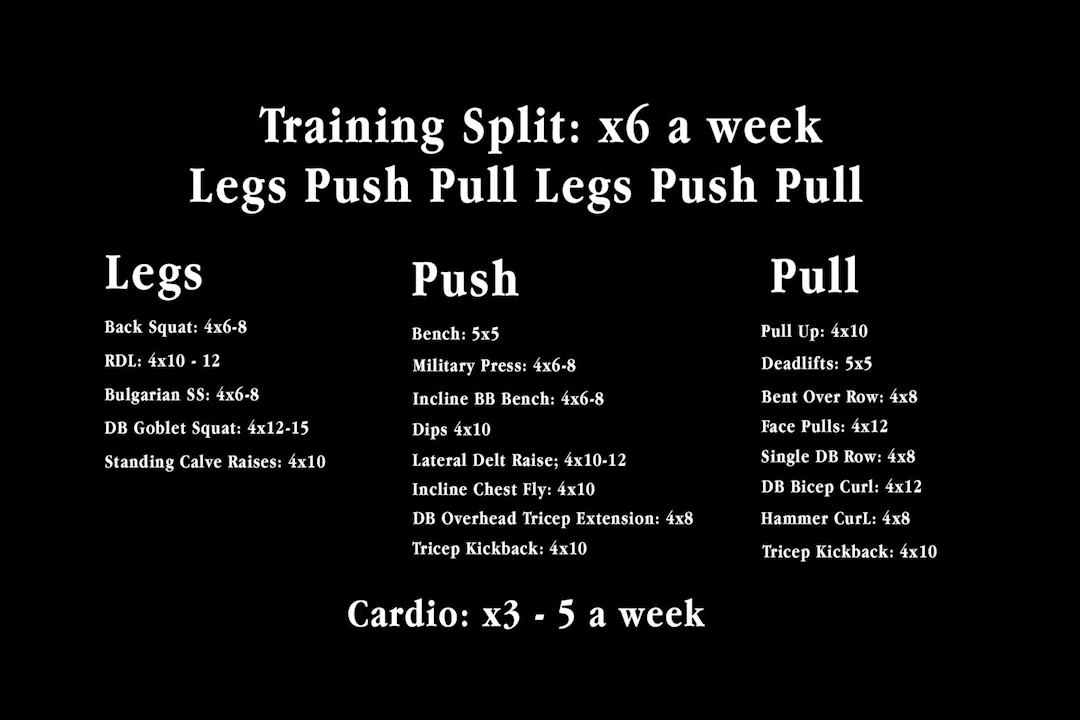 Training Split: x6 a week
Legs Push Pull Legs Push Pull
Legs
Back Squat: 4x6-8
RDL: 4x10 - 12
Bulgarian SS: 4x6-8
DB Goblet Squat: 4x12-15
Standing Calve Raises: 4x10
Push
Bench: 5x5
Military Press: 4x6-8
Incline BB Bench: 4x6-8
Dips 4x10
Lateral Delt Raise; 4x10-12
Incline Chest Fly: 4x10
DB Overhead Tricep Extension: 4x8
Tricep Kickback: 4x10
Pull
Pull Up: 4x10
Deadlifts: 5x5
Bent Over Row: 4x8
Face Pulls: 4x12
Single DB Row: 4x8
DB Bicep Curl: 4x12
Hammer CurL: 4x8
Tricep Kickback: 4x10
Cardio: x3 - 5 a week